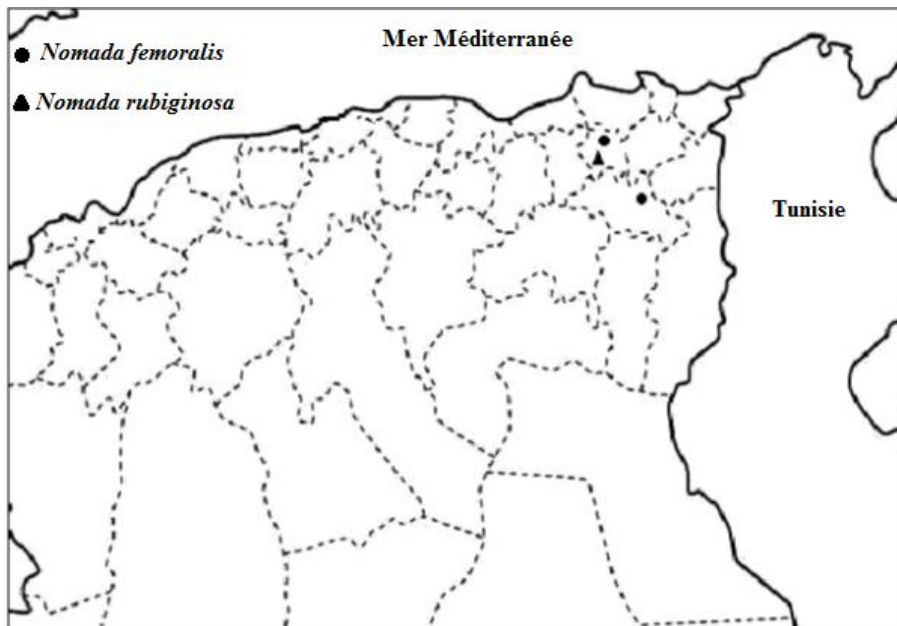 Mer Méditerranée
Nomada femoralis
Nomada rubiginosa
Tunisie